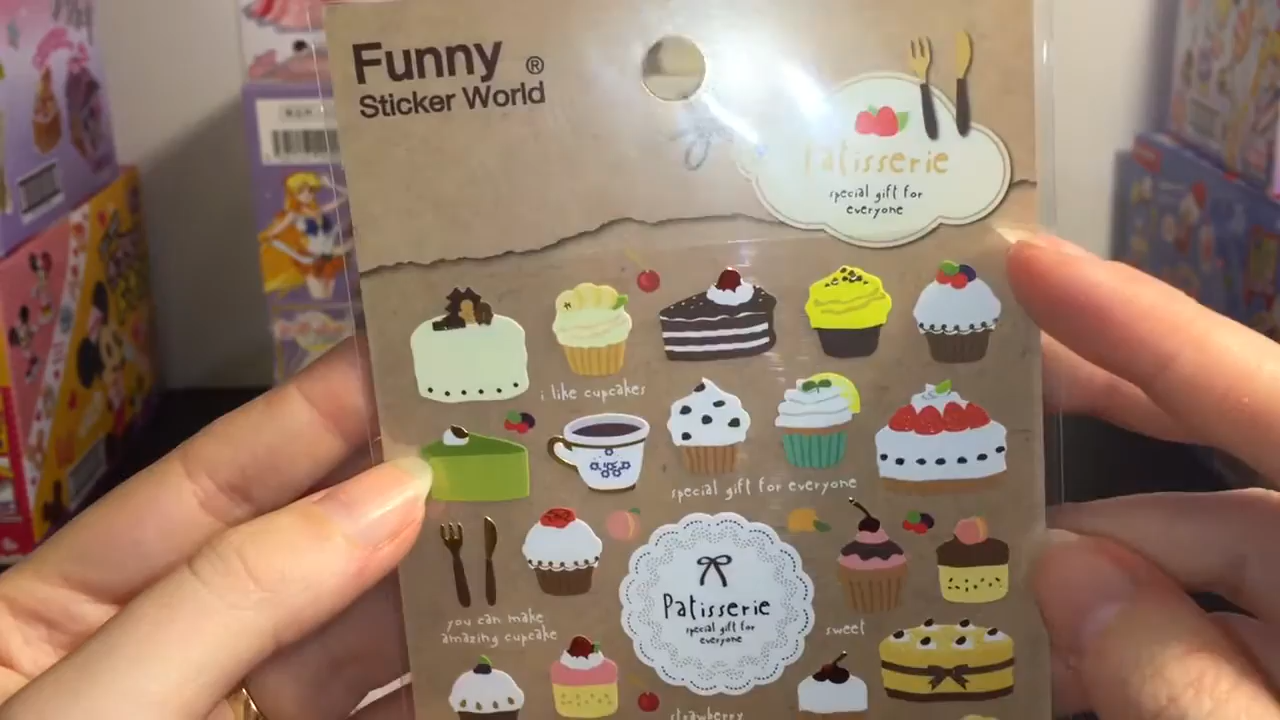 Funny ®
Sticker World
Patisserie
special gift for
everyone
i like cupcakes
special gift for everyone
Patisserie
special gift for
everyone
you can make
amazing cupcake
sweet
strawberry